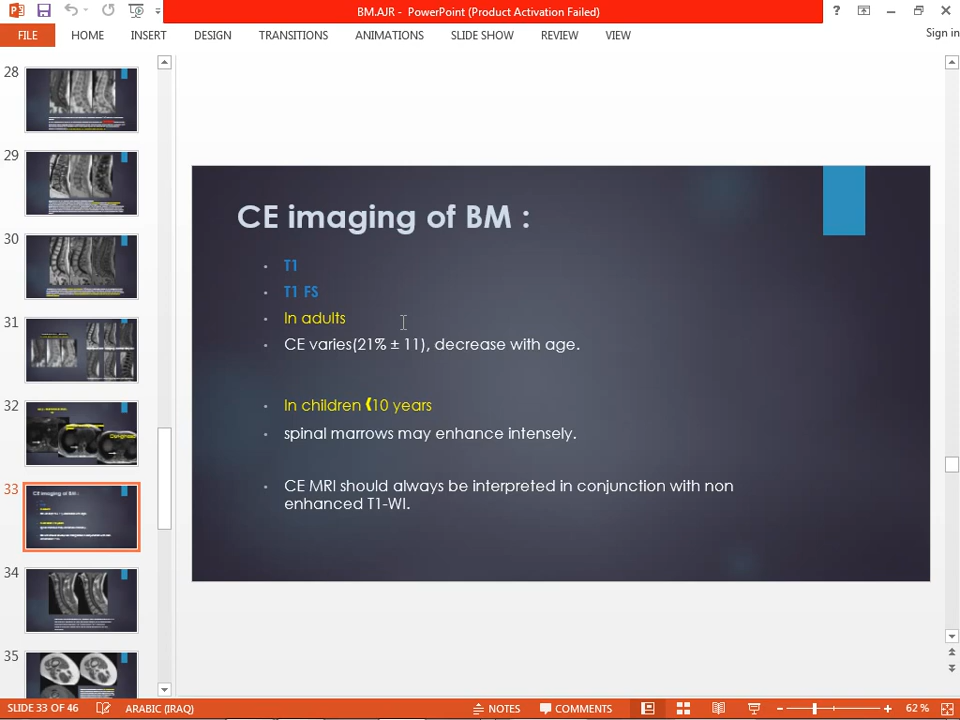 BM.AJR - PowerPoint (Product Activation Failed)
Sign in
FILE HOME INSERT DESIGN TRANSITIONS ANIMATIONS SLIDE SHOW REVIEW VIEW
28
29
30
31
32
33
34
35
CE imaging of BM :
• T1
• T1 FS
• In adults
• CE varies(21% ± 11), decrease with age.
• In children ❰10 years
• spinal marrows may enhance intensely.
• CE MRI should always be interpreted in conjunction with non
enhanced T1-WI.
SLIDE 33 OF 46 ARABIC (IRAQ) NOTES COMMENTS 62 %